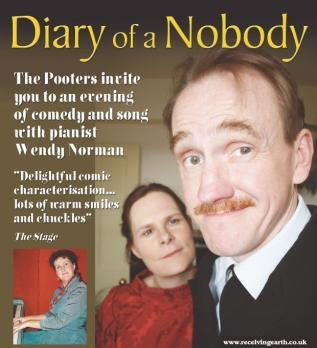 Diary of a Nobody
The Pooters invite
you to an evening
of comedy and song
with pianist
Wendy Norman
"Delightful comic
characterisation...
lots of warm smiles
and chuckles"
The Stage
www.receivingearth.co.uk